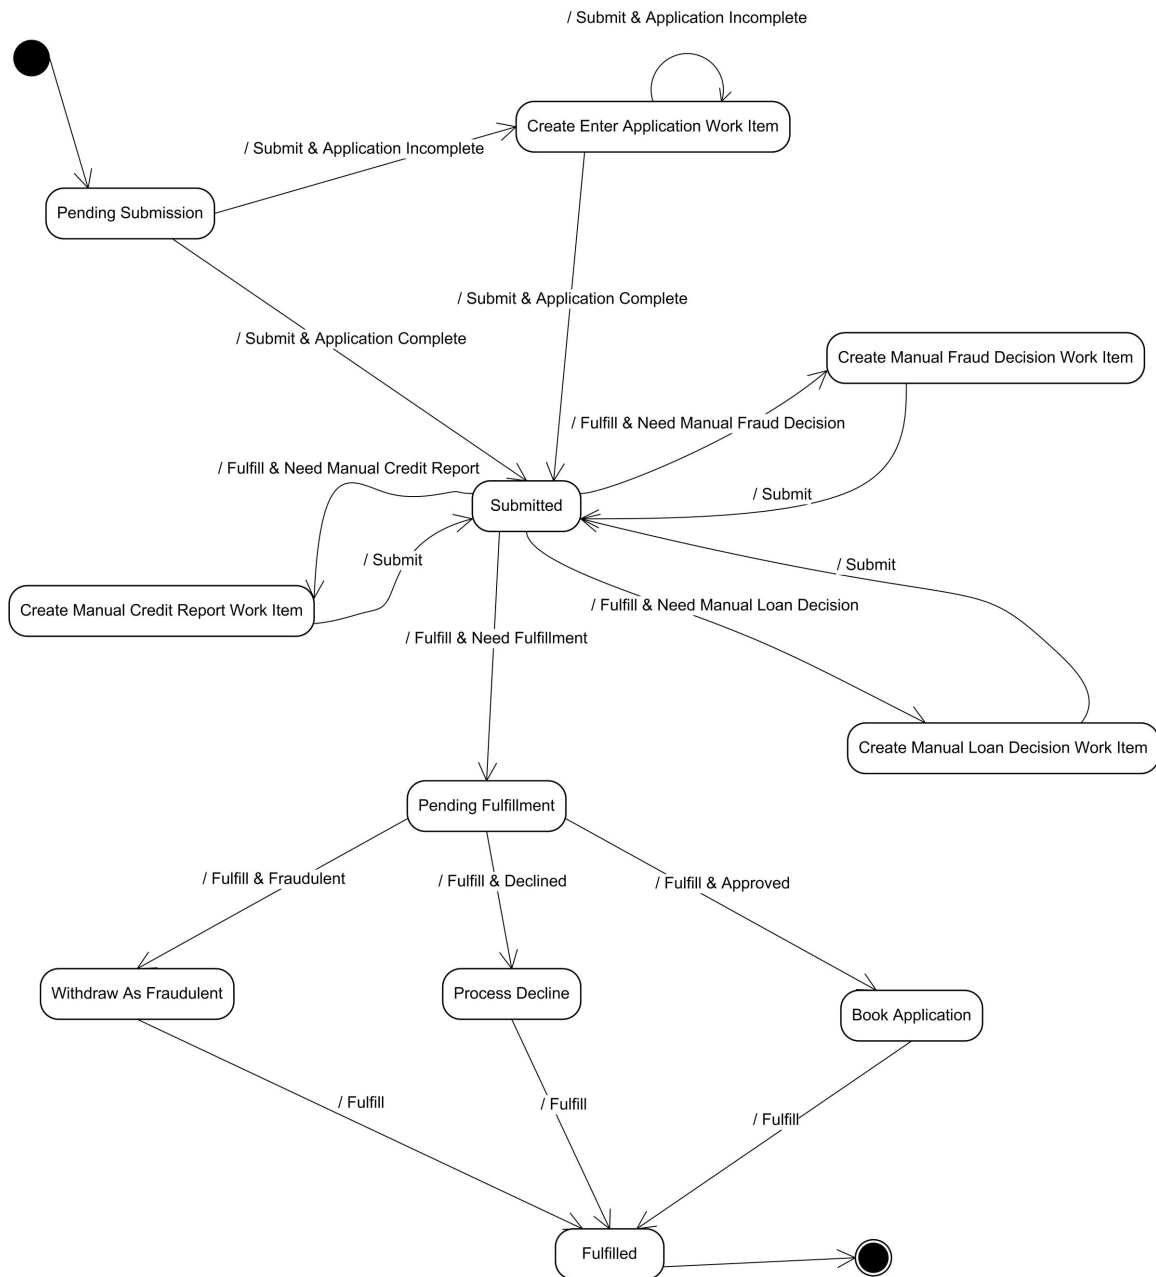 / Submit & Application Incomplete
Create Enter Application Work Item
/ Submit & Application Incomplete
Pending Submission
/ Submit & Application Complete
/ Submit & Application Complete
Create Manual Fraud Decision Work Item
/ Fulfill & Need Manual Fraud Decision
/ Fulfill & Need Manual Credit Report
/ Submit
Submitted
/ Submit
/ Submit
Create Manual Credit Report Work Item
/ Fulfill & Need Manual Loan Decision
/ Fulfill & Need Fulfillment
Create Manual Loan Decision Work Item
Pending Fulfillment
/ Fulfill & Fraudulent
/ Fulfill & Declined
/ Fulfill & Approved
Withdraw As Fraudulent
Process Decline
Book Application
/ Fulfill
/ Fulfill
/ Fulfill
Fulfilled